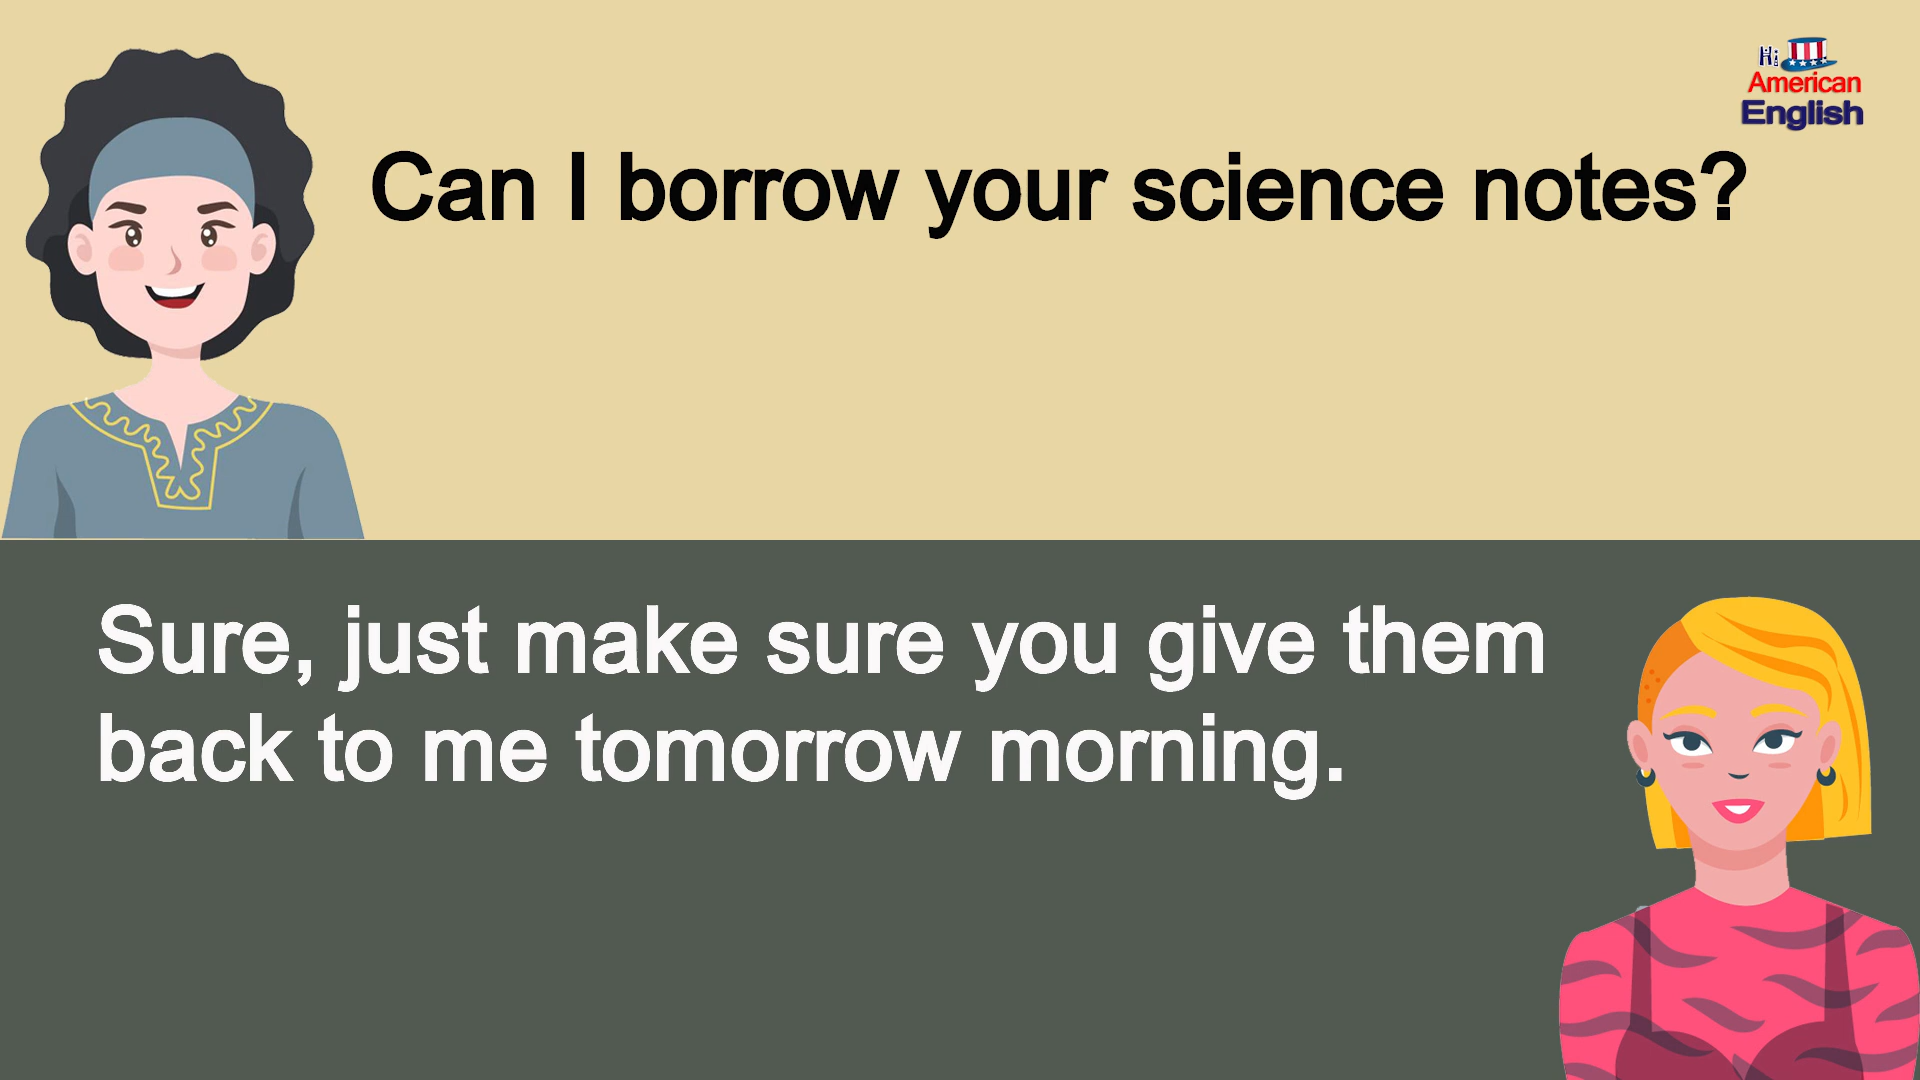 Hi
American
English
Can I borrow your science notes?
Sure, just make sure you give them
back to me tomorrow morning.